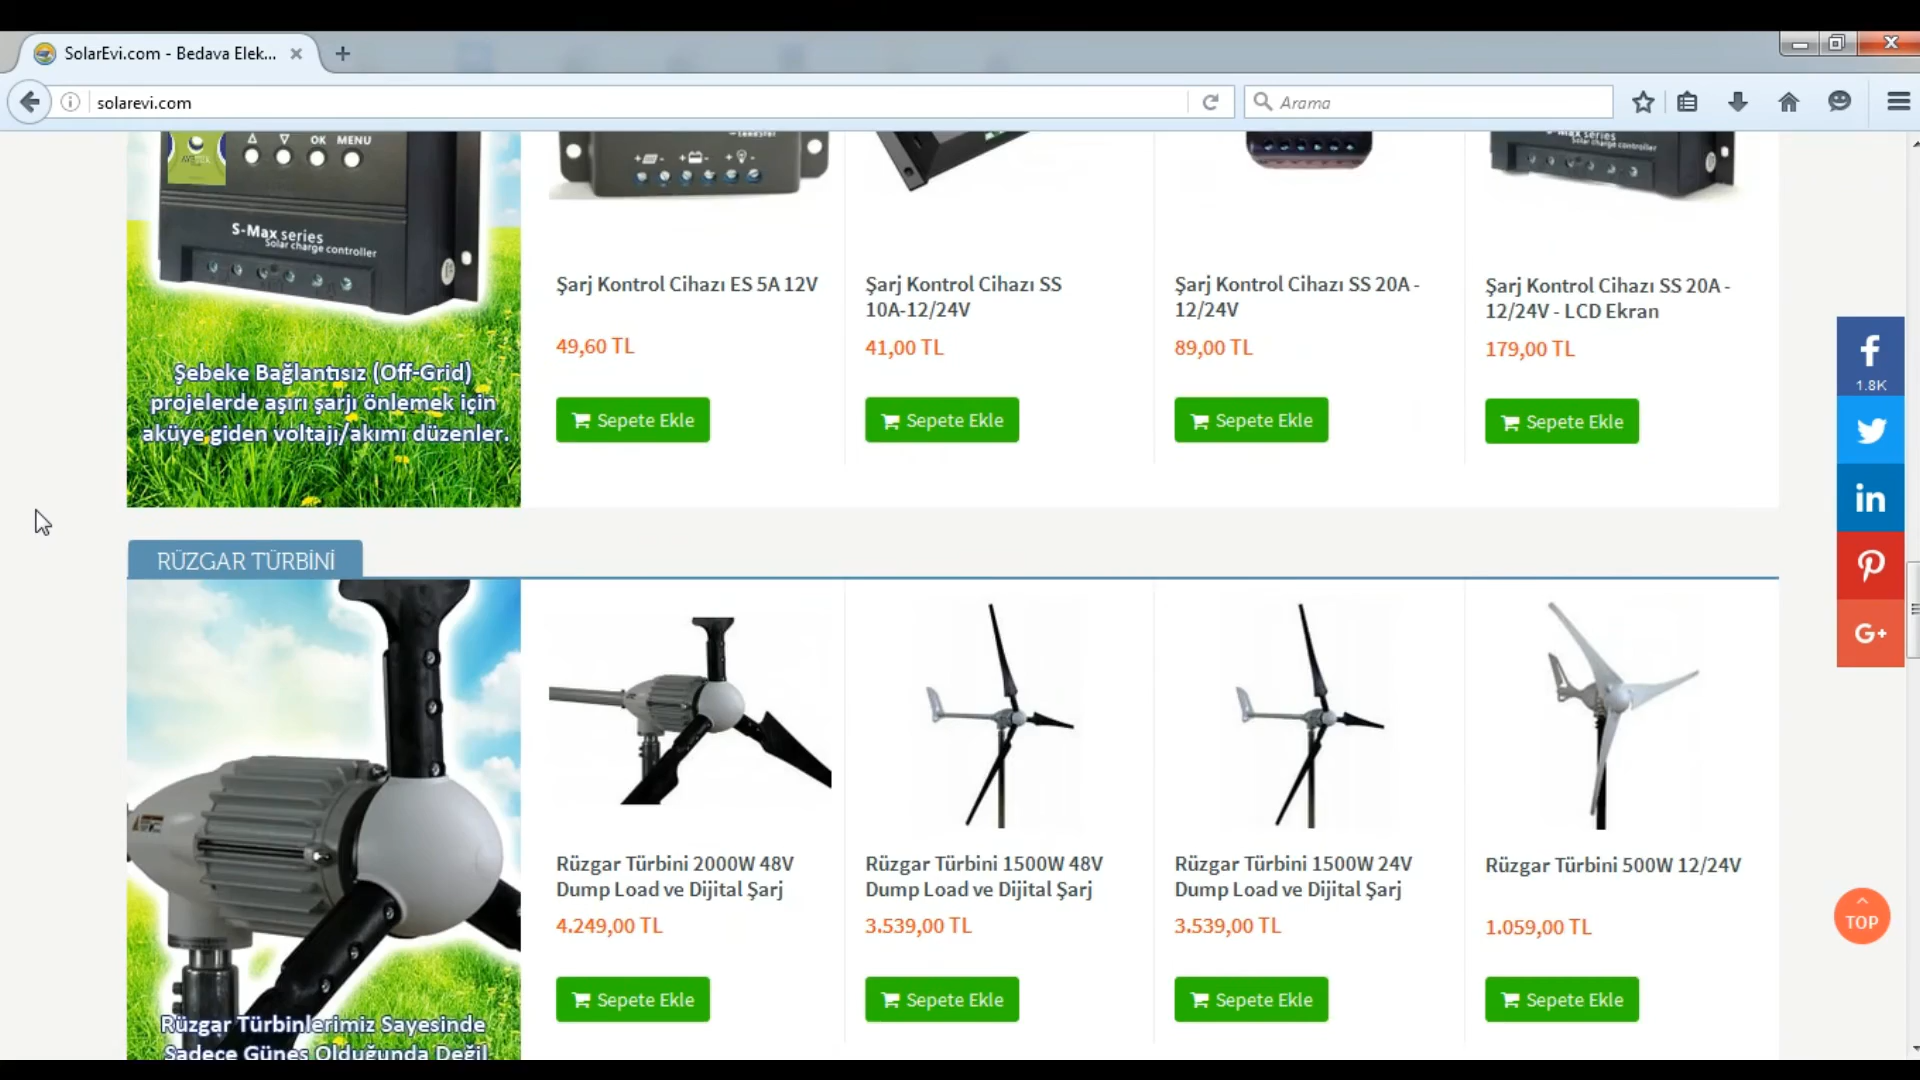 SolarEvi.com - Bedava Elek...
solarevi.com
Arama
OK MENU
S-Max series
Solar charge controller
Şebeke Bağlantısız (Off-Grid)
projelerde aşırı şarjı önlemek için
aküye giden voltajı/akımı düzenler.
Solar charge controller
Şarj Kontrol Cihazı ES 5A 12V
49,60 TL
Sepete Ekle
Şarj Kontrol Cihazı SS
10A-12/24V
41,00 TL
Sepete Ekle
Şarj Kontrol Cihazı SS 20A -
12/24V
89,00 TL
Sepete Ekle
Şarj Kontrol Cihazı SS 20A -
12/24V - LCD Ekran
179,00 TL
Sepete Ekle
1.8K
in
G+
RÜZGAR TÜRBİNİ
Rüzgar Türbinlerimiz Sayesinde
Sadece Güneş Olduğunda Değil
Rüzgar Türbini 2000W 48V
Dump Load ve Dijital Şarj
4.249,00 TL
Sepete Ekle
Rüzgar Türbini 1500W 48V
Dump Load ve Dijital Şarj
3.539,00 TL
Sepete Ekle
Rüzgar Türbini 1500W 24V
Dump Load ve Dijital Şarj
3.539,00 TL
Sepete Ekle
Rüzgar Türbini 500W 12/24V
1.059,00 TL
Sepete Ekle
TOP